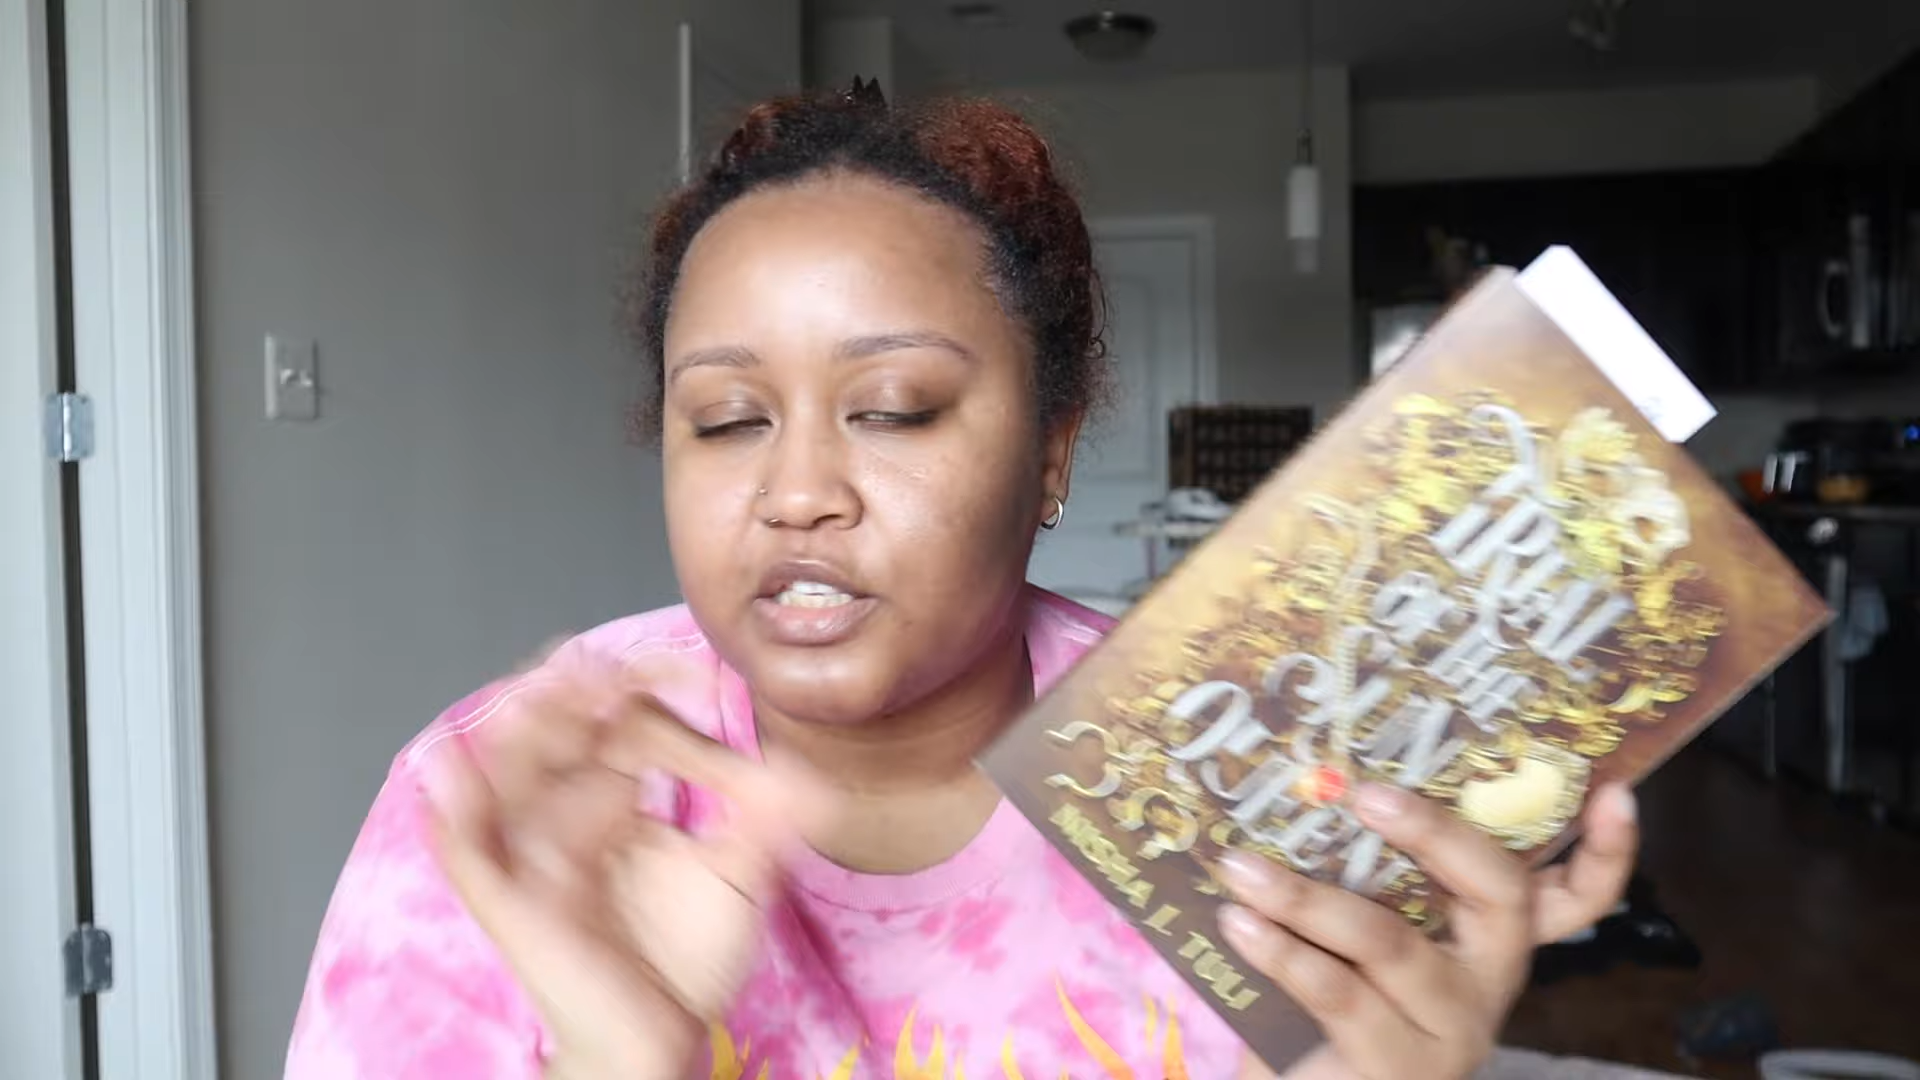 TRIAL
OF THE
SUN
QUEEN
NISHA J. TULI